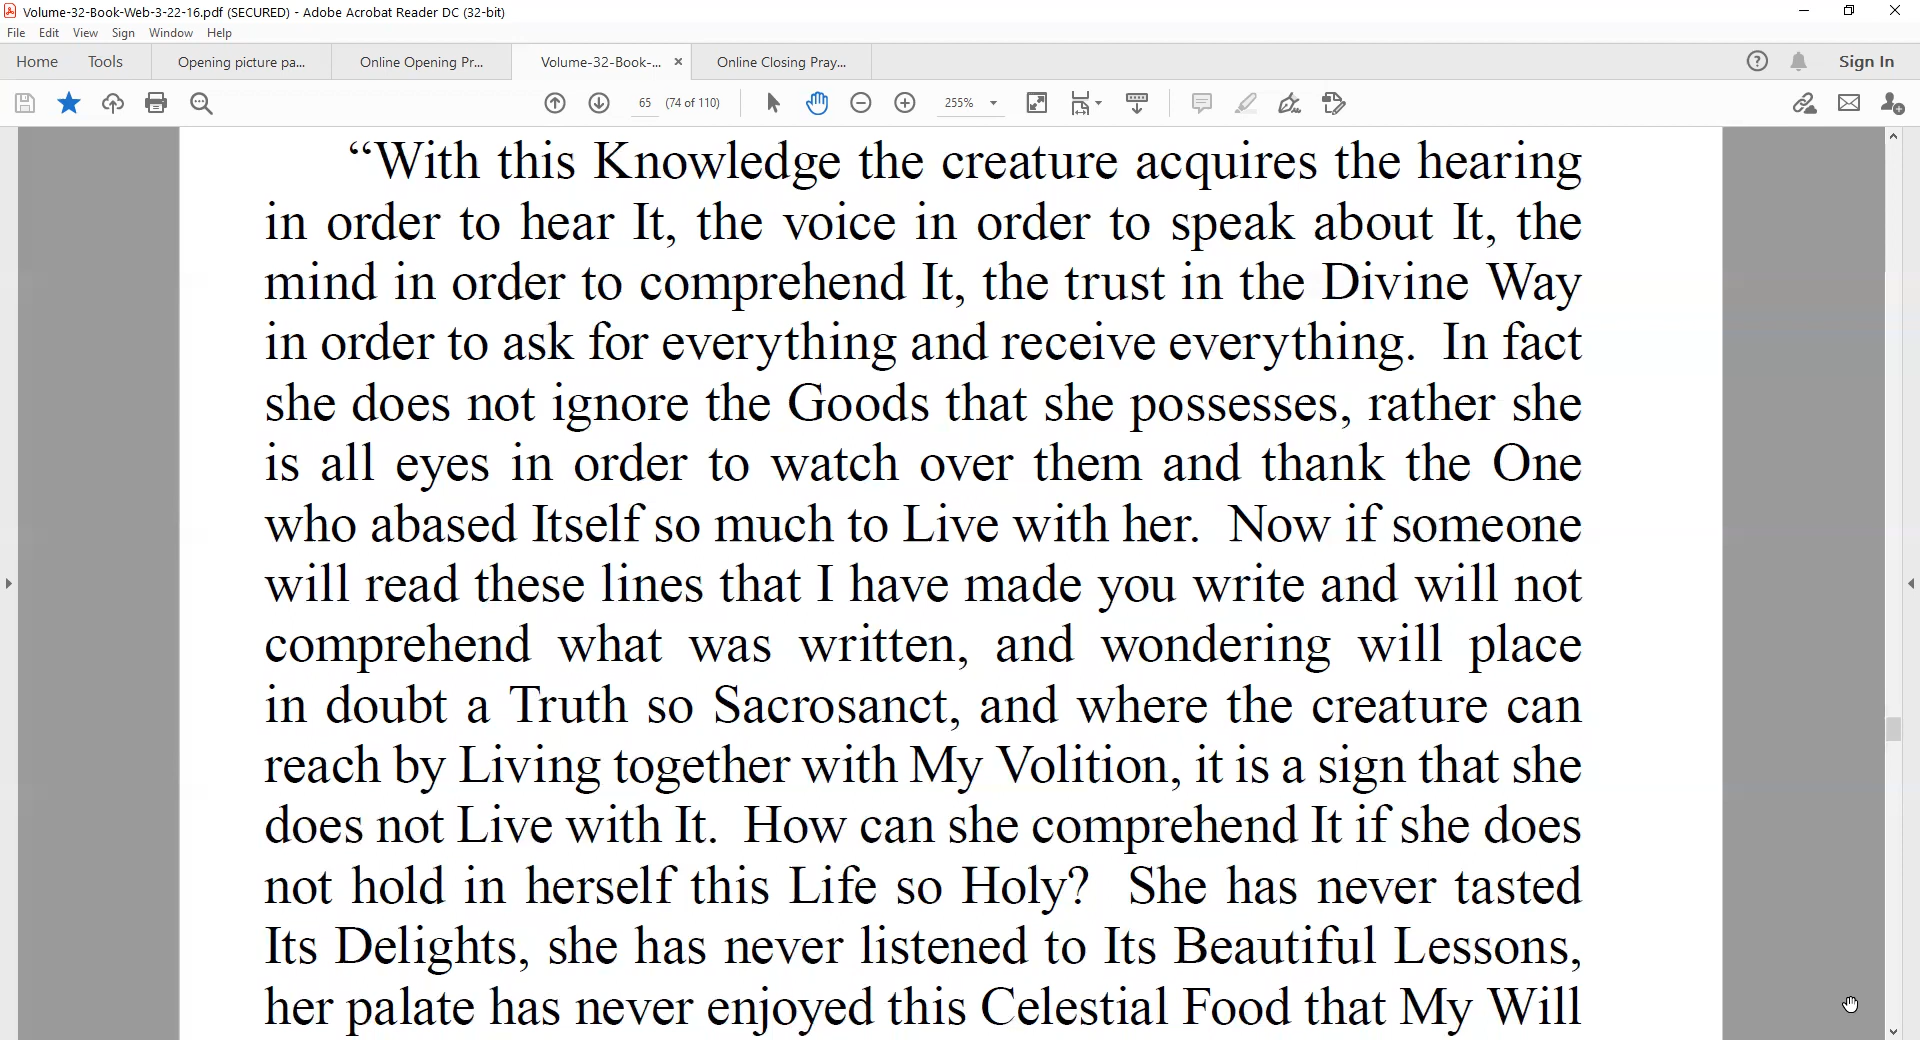 Volume-32-Book-Web-3-22-16.pdf (SECURED) - Adobe Acrobat Reader DC (32-bit)
File Edit View Sign Window Help
Home Tools Opening picture pa... Online Opening Pr... Volume-32-Book-... × Online Closing Pray... Sign In
65 (74 of 110) 255%
“With this Knowledge the creature acquires the hearing
in order to hear It, the voice in order to speak about It, the
mind in order to comprehend It, the trust in the Divine Way
in order to ask for everything and receive everything. In fact
she does not ignore the Goods that she possesses, rather she
is all eyes in order to watch over them and thank the One
who abased Itself so much to Live with her. Now if someone
will read these lines that I have made you write and will not
comprehend what was written, and wondering will place
in doubt a Truth so Sacrosanct, and where the creature can
reach by Living together with My Volition, it is a sign that she
does not Live with It. How can she comprehend It if she does
not hold in herself this Life so Holy? She has never tasted
Its Delights, she has never listened to Its Beautiful Lessons,
her palate has never enjoyed this Celestial Food that My Will